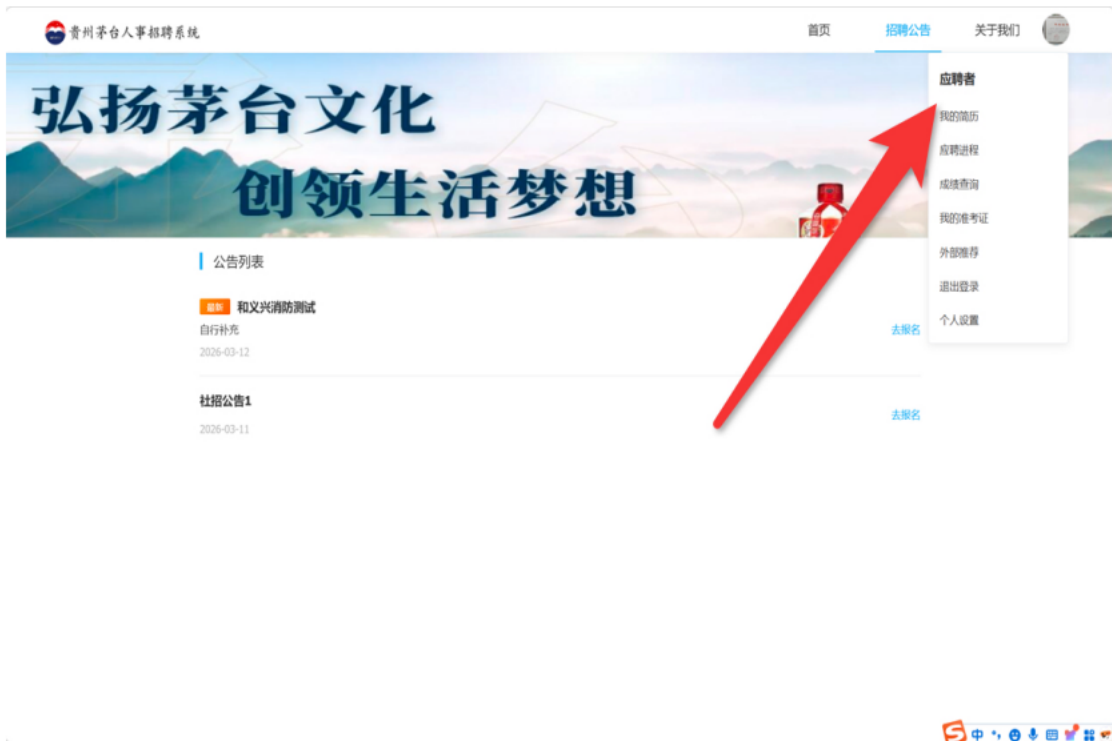 贵州茅台人事招聘系统
首页 招聘公告 关于我们
弘扬茅台文化
创领生活梦想
应聘者
我的简历
应聘进程
成绩查询
我的准考证
外部推荐
退出登录
个人设置
公告列表
最新 和义兴消防测试
自行补充
去报名
2026-03-12
社招公告1
去报名
2026-03-11
中